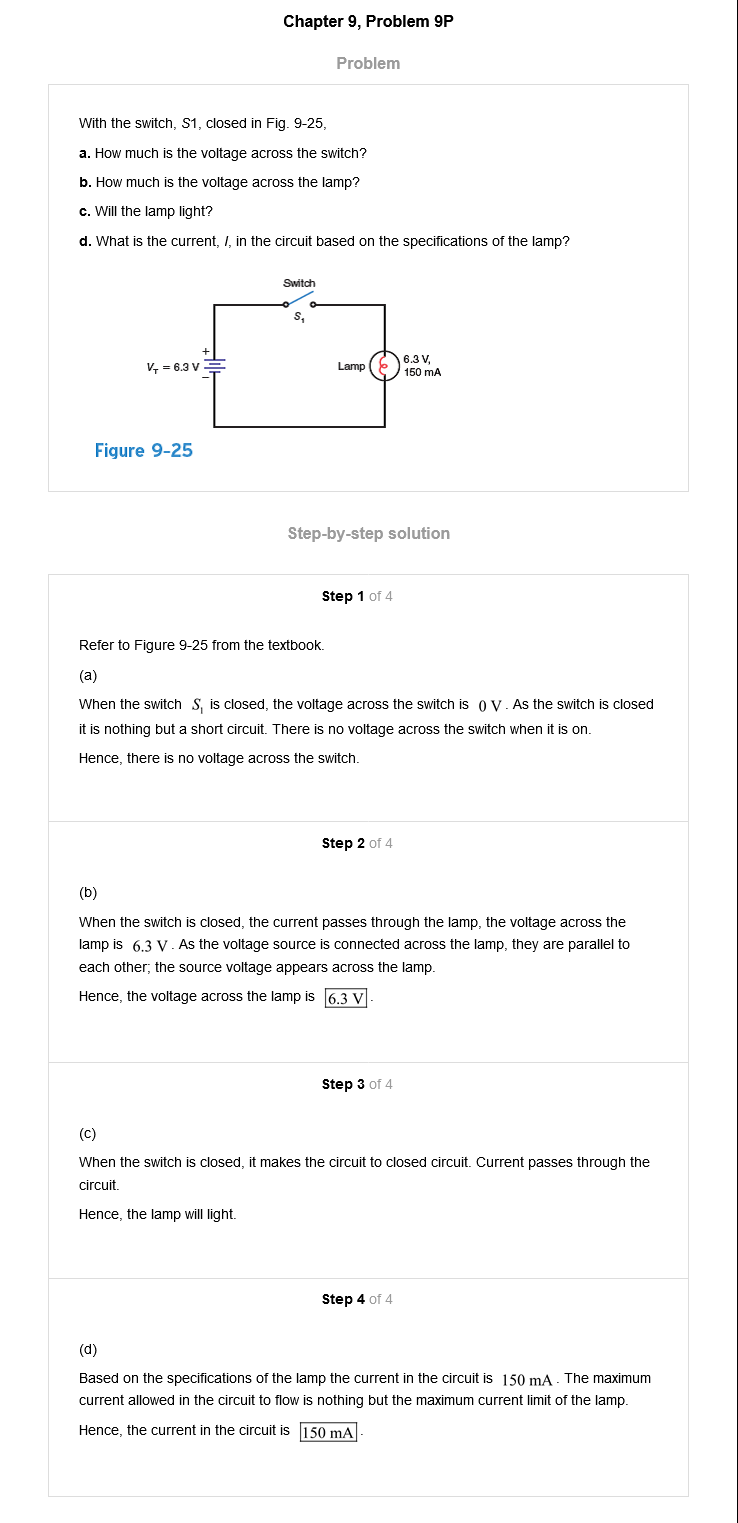 Chapter 9, Problem 9P
Problem
With the switch, S1, closed in Fig. 9-25,
a. How much is the voltage across the switch?
b. How much is the voltage across the lamp?
c. Will the lamp light?
d. What is the current, I, in the circuit based on the specifications of the lamp?
Switch
S₁
+
V_T = 6.3 V
−
Lamp
6.3 V,
150 mA
Figure 9-25
Step-by-step solution
Step 1 of 4
Refer to Figure 9-25 from the textbook.
(a)
When the switch S₁ is closed, the voltage across the switch is 0 V. As the switch is closed
it is nothing but a short circuit. There is no voltage across the switch when it is on.
Hence, there is no voltage across the switch.
Step 2 of 4
(b)
When the switch is closed, the current passes through the lamp, the voltage across the
lamp is 6.3 V. As the voltage source is connected across the lamp, they are parallel to
each other; the source voltage appears across the lamp.
Hence, the voltage across the lamp is 6.3 V.
Step 3 of 4
(c)
When the switch is closed, it makes the circuit to closed circuit. Current passes through the
circuit.
Hence, the lamp will light.
Step 4 of 4
(d)
Based on the specifications of the lamp the current in the circuit is 150 mA. The maximum
current allowed in the circuit to flow is nothing but the maximum current limit of the lamp.
Hence, the current in the circuit is 150 mA.